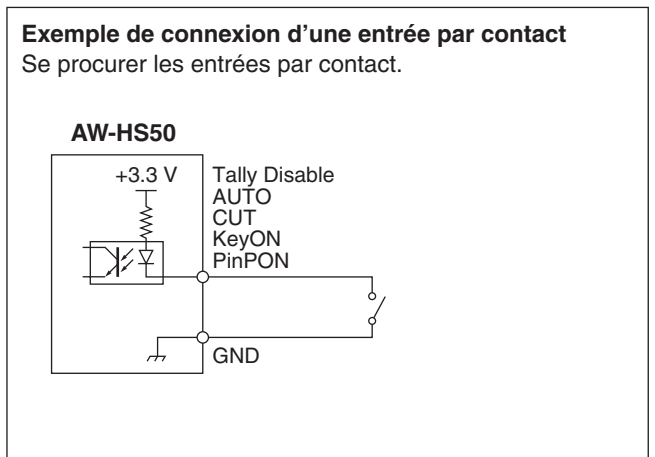 Exemple de connexion d'une entrée par contact
Se procurer les entrées par contact.
AW-HS50
+3.3 V
Tally Disable
AUTO
CUT
KeyON
PinPON
GND